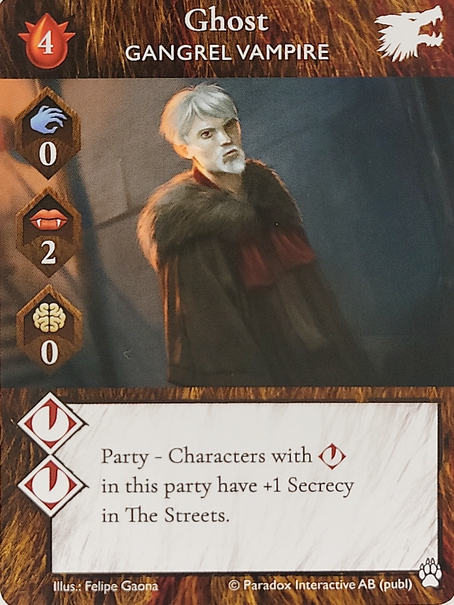 Ghost
4
GANGREL VAMPIRE
0
2
0
Party - Characters with
in this party have +1 Secrecy
in The Streets.
Illus.: Felipe Gaona © Paradox Interactive AB (publ)